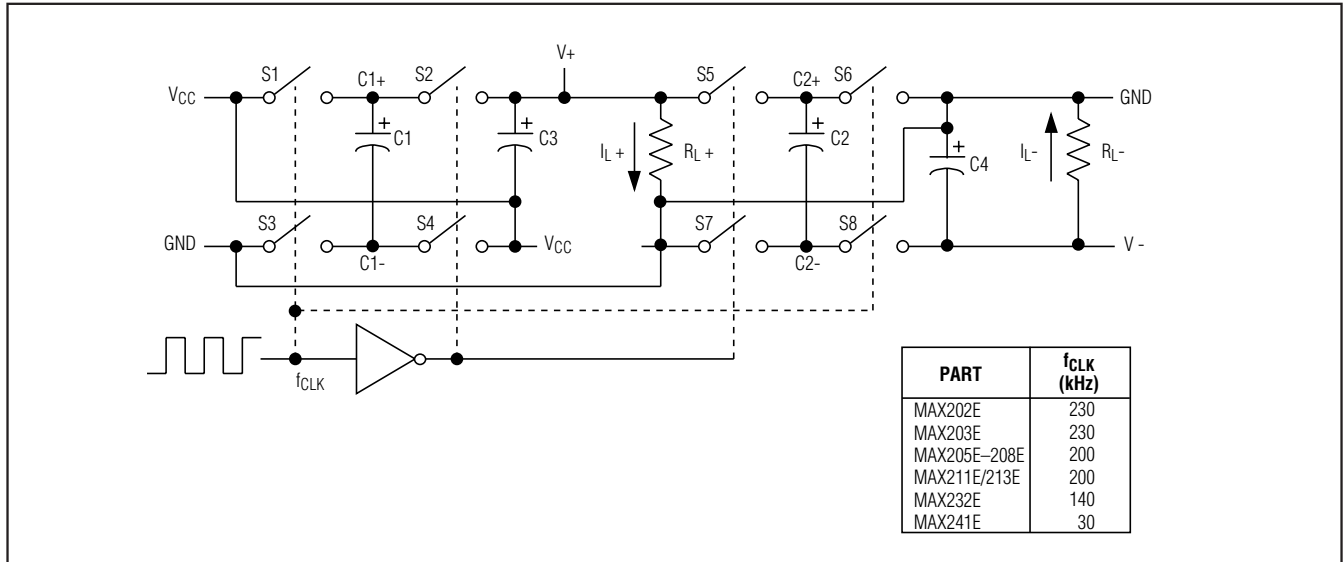 V+
S1 C1+ S2 S5 C2+ S6
VCC GND
+ + + +
C1 C3 IL+ RL+ C2 C4 IL- RL-
S3 S4 S7 S8
GND VCC V-
C1- C2-
fCLK
PART fCLK (kHz)
MAX202E 230
MAX203E 230
MAX205E–208E 200
MAX211E/213E 200
MAX232E 140
MAX241E 30